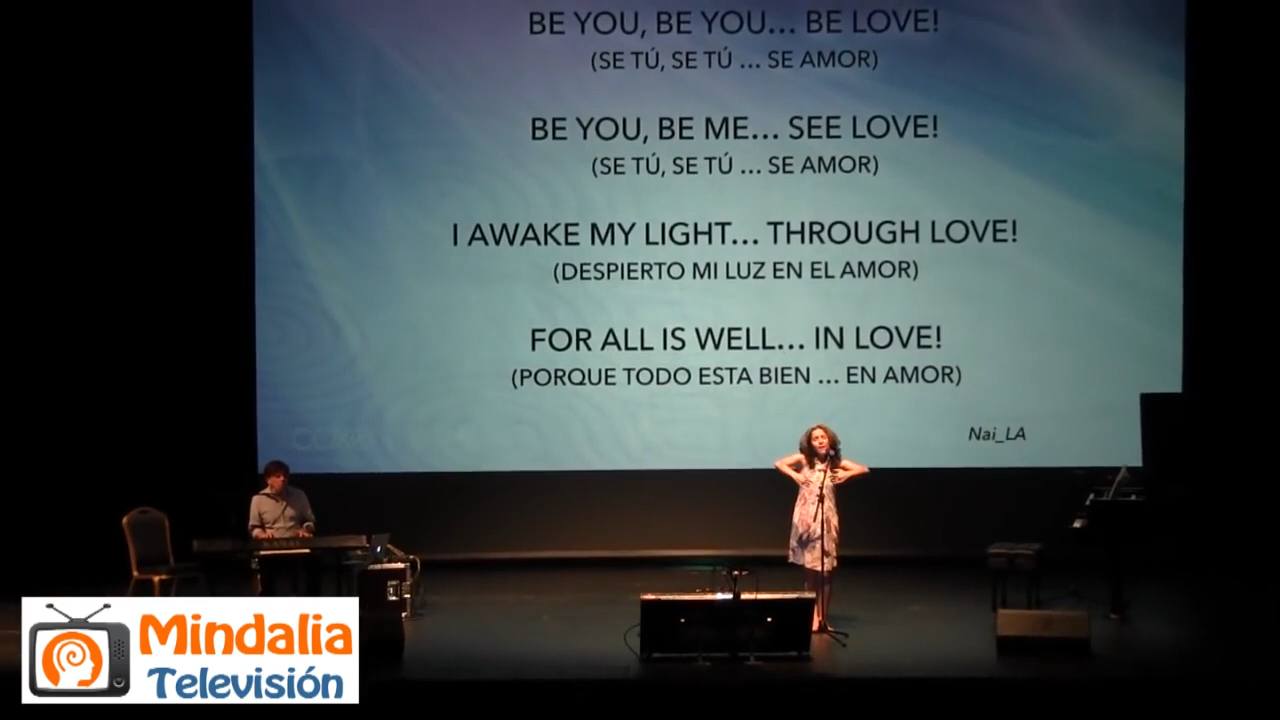 BE YOU, BE YOU... BE LOVE!
(SE TÚ, SE TÚ ... SE AMOR)
BE YOU, BE ME... SEE LOVE!
(SE TÚ, SE TÚ ... SE AMOR)
I AWAKE MY LIGHT... THROUGH LOVE!
(DESPIERTO MI LUZ EN EL AMOR)
FOR ALL IS WELL... IN LOVE!
(PORQUE TODO ESTA BIEN ... EN AMOR)
Nai_LA
Mindalia
Televisión